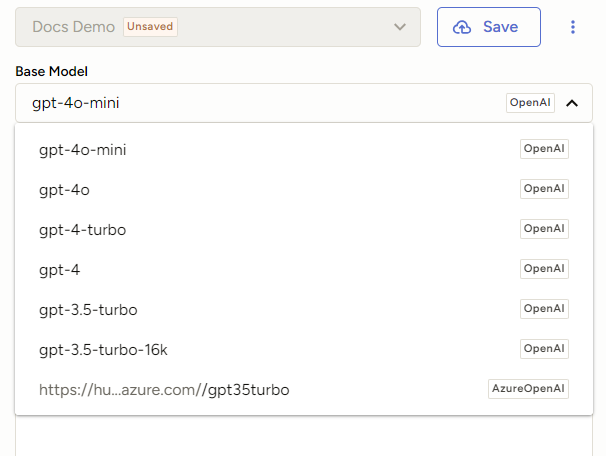 Docs Demo Unsaved Save
Base Model
gpt-4o-mini OpenAI
gpt-4o-mini OpenAI
gpt-4o OpenAI
gpt-4-turbo OpenAI
gpt-4 OpenAI
gpt-3.5-turbo OpenAI
gpt-3.5-turbo-16k OpenAI
https://hu...azure.com//gpt35turbo AzureOpenAI